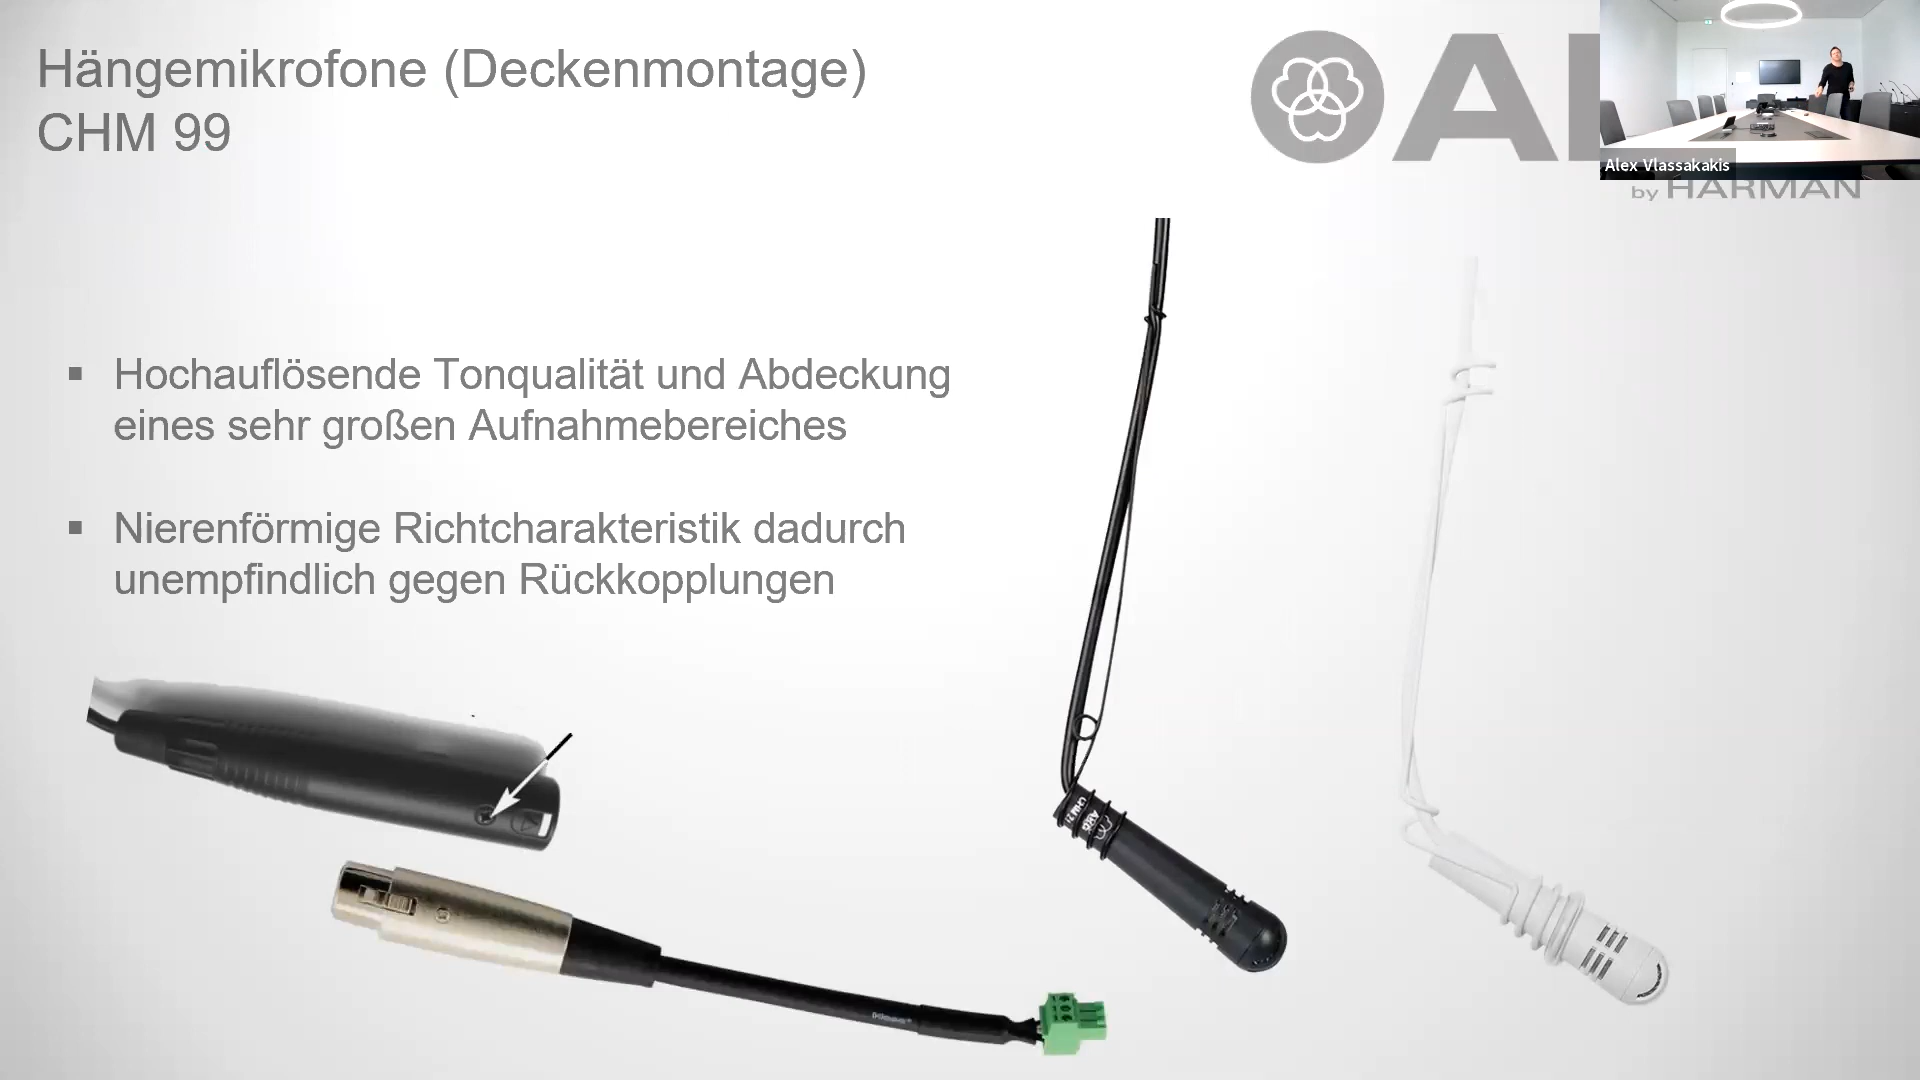 Hängemikrofone (Deckenmontage)
CHM 99
Alex Vlassakakis
by HARMAN
▪ Hochauflösende Tonqualität und Abdeckung
eines sehr großen Aufnahmebereiches
▪ Nierenförmige Richtcharakteristik dadurch
unempfindlich gegen Rückkopplungen
AKG